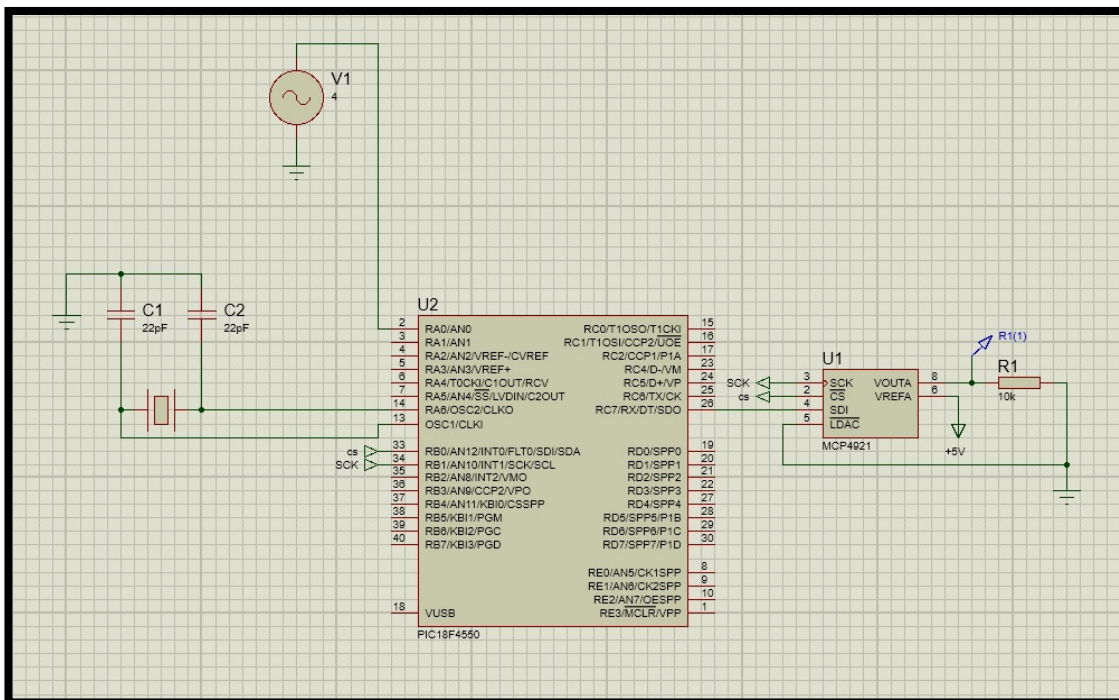 V1
4
C1
22pF
C2
22pF
U2
2
RA0/AN0
3
RA1/AN1
4
RA2/AN2/VREF-/CVREF
5
RA3/AN3/VREF+
6
RA4/T0CKI/C1OUT/RCV
7
RA5/AN4/SS/LVDIN/C2OUT
14
RA6/OSC2/CLKO
13
OSC1/CLKI
cs
33
RB0/AN12/INT0/FLT0/SDI/SDA
SCK
34
RB1/AN10/INT1/SCK/SCL
35
RB2/AN8/INT2/VMO
36
RB3/AN9/CCP2/VPO
37
RB4/AN11/KBI0/CSSPP
38
RB5/KBI1/PGM
39
RB6/KBI2/PGC
40
RB7/KBI3/PGD
18
VUSB
RC0/T1OSO/T1CKI
15
RC1/T1OSI/CCP2/UOE
16
RC2/CCP1/P1A
17
RC4/D-/VM
23
RC5/D+/VP
24
RC6/TX/CK
25
RC7/RX/DT/SDO
26
RD0/SPP0
19
RD1/SPP1
20
RD2/SPP2
21
RD3/SPP3
22
RD4/SPP4
27
RD5/SPP5/P1B
28
RD6/SPP6/P1C
29
RD7/SPP7/P1D
30
RE0/AN5/CK1SPP
8
RE1/AN6/CK2SPP
9
RE2/AN7/OESPP
10
RE3/MCLR/VPP
1
PIC18F4550
U1
SCK
3
SCK
cs
2
CS
4
SDI
5
LDAC
VOUTA
8
VREFA
6
MCP4921
+5V
R1(1)
R1
10k